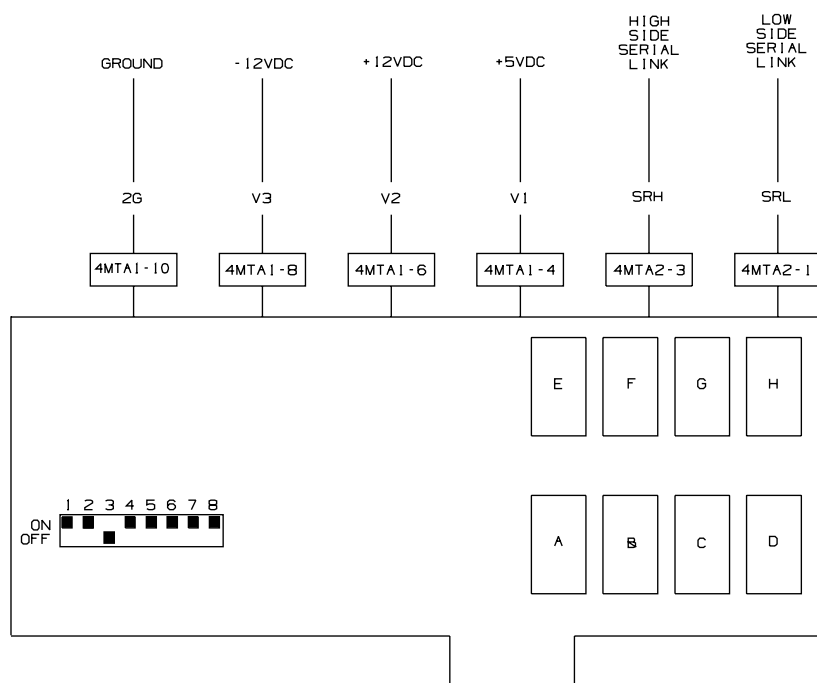 HIGH
SIDE
SERIAL
LINK
LOW
SIDE
SERIAL
LINK
GROUND
-12VDC
+12VDC
+5VDC
2G
V3
V2
V1
SRH
SRL
4MTA1-10
4MTA1-8
4MTA1-6
4MTA1-4
4MTA2-3
4MTA2-1
E
F
G
H
1 2 3 4 5 6 7 8
ON
OFF
A
B
C
D